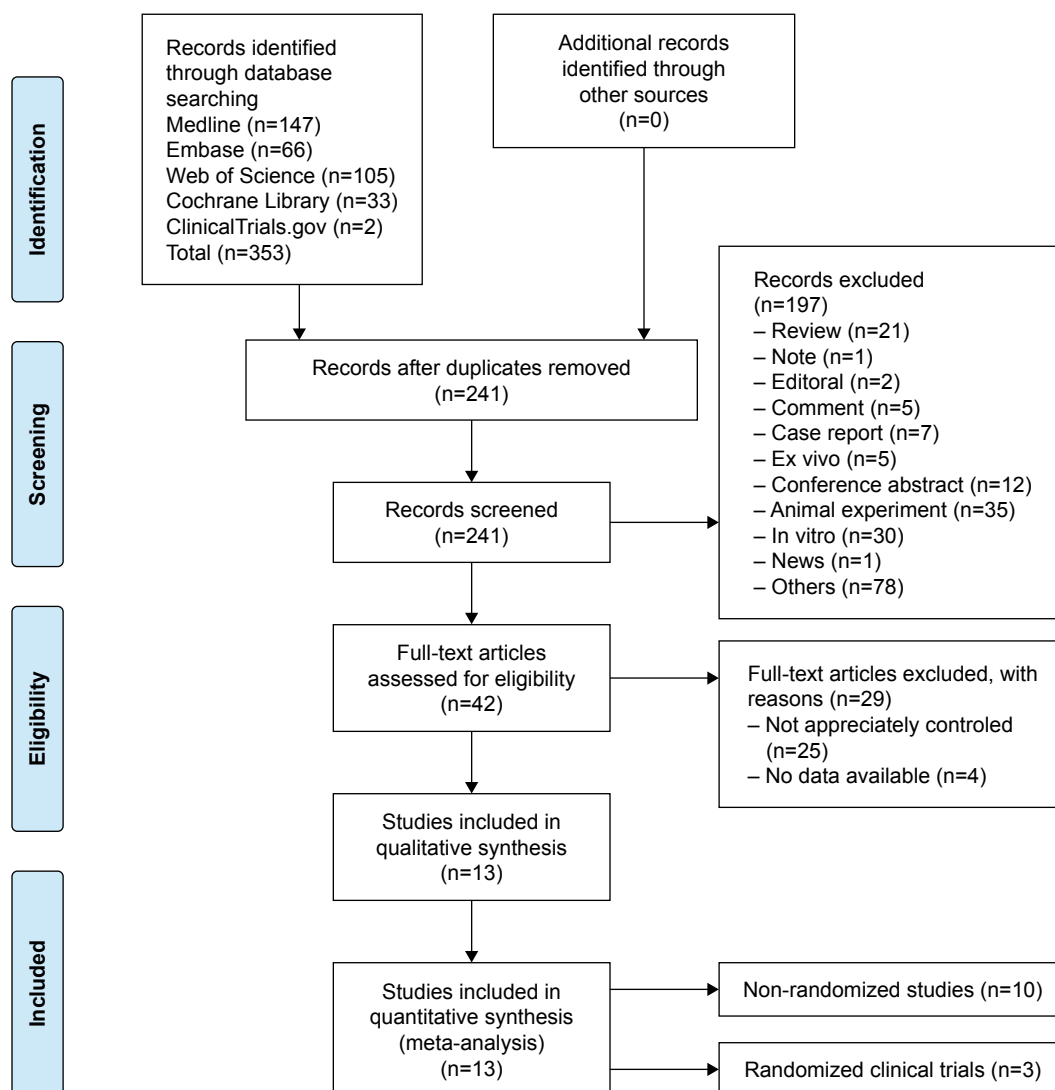 Identification
Records identified
through database
searching
Medline (n=147)
Embase (n=66)
Web of Science (n=105)
Cochrane Library (n=33)
ClinicalTrials.gov (n=2)
Total (n=353)
Additional records
identified through
other sources
(n=0)
Screening
Records after duplicates removed
(n=241)
Records screened
(n=241)
Records excluded
(n=197)
– Review (n=21)
– Note (n=1)
– Editoral (n=2)
– Comment (n=5)
– Case report (n=7)
– Ex vivo (n=5)
– Conference abstract (n=12)
– Animal experiment (n=35)
– In vitro (n=30)
– News (n=1)
– Others (n=78)
Eligibility
Full-text articles
assessed for eligibility
(n=42)
Full-text articles excluded, with
reasons (n=29)
– Not appreciately controled
(n=25)
– No data available (n=4)
Studies included in
qualitative synthesis
(n=13)
Included
Studies included in
quantitative synthesis
(meta-analysis)
(n=13)
Non-randomized studies (n=10)
Randomized clinical trials (n=3)